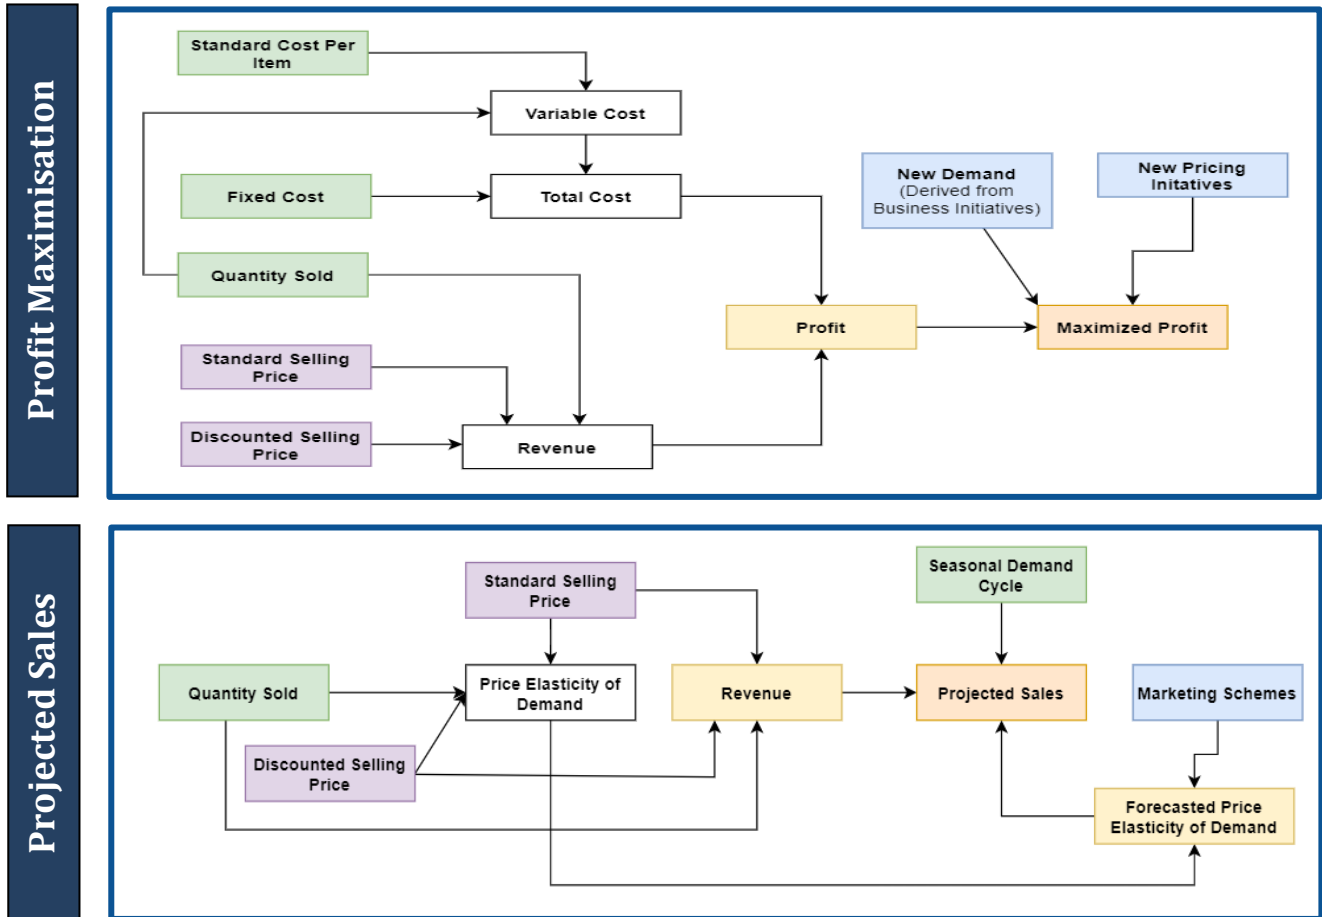 Profit Maximisation
Standard Cost Per
Item
Variable Cost
Fixed Cost
Total Cost
New Demand
(Derived from
Business Initiatives)
New Pricing
Initatives
Quantity Sold
Profit
Maximized Profit
Standard Selling
Price
Discounted Selling
Price
Revenue
Projected Sales
Standard Selling
Price
Seasonal Demand
Cycle
Quantity Sold
Price Elasticity of
Demand
Revenue
Projected Sales
Marketing Schemes
Discounted Selling
Price
Forecasted Price
Elasticity of Demand